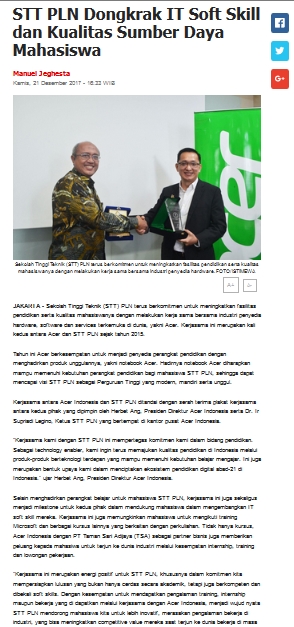 STT PLN Dongkrak IT Soft Skill
dan Kualitas Sumber Daya
Mahasiswa
Manuel Jeghesta
Kamis, 21 Desember 2017 - 16:23 WIB
acer
Sekolah Tinggi Teknik (STT) PLN terus berkomitmen untuk meningkatkan fasilitas pendidikan serta kualitas
mahasiswanya dengan melakukan kerja sama bersama industri penyedia hardware. FOTO/ISTIMEWA.
A+ A-
JAKARTA - Sekolah Tinggi Teknik (STT) PLN terus berkomitmen untuk meningkatkan fasilitas
pendidikan serta kualitas mahasiswanya dengan melakukan kerja sama bersama industri penyedia
hardware, software dan services terkemuka di dunia, yakni Acer. Kerjasama ini merupakan kali
kedua antara Acer dan STT PLN sejak tahun 2015.
Tahun ini Acer berkesempatan untuk menjadi penyedia perangkat pendidikan dengan
menghadirkan produk unggulannya, yakni notebook Acer. Hadirnya notebook Acer diharapkan
mampu memenuhi kebutuhan perangkat pendidikan bagi mahasiswa STT PLN, sehingga dapat
mencapai visi STT PLN sebagai Perguruan Tinggi yang modern, mandiri serta unggul.
Kerjasama antara Acer Indonesia dan STT PLN ditandai dengan serah terima plakat kerjasama
antara kedua pihak yang dipimpin oleh Herbet Ang, Presiden Direktur Acer Indonesia serta Dr. Ir
Supriadi Legino, Ketua STT PLN yang bertempat di kantor pusat Acer Indonesia.
"Kerjasama kami dengan STT PLN ini mempertegas komitmen kami dalam bidang pendidikan.
Sebagai technology enabler, kami ingin terus memajukan kualitas pendidikan di Indonesia melalui
produk-produk berteknologi terdepan yang mampu memenuhi kebutuhan belajar mengajar. Ini juga
merupakan bentuk upaya kami dalam menciptakan ekosistem pendidikan digital abad-21 di
Indonesia." ujar Herbet Ang, Presiden Direktur Acer Indonesia.
Selain menghadirkan perangkat belajar untuk mahasiswa STT PLN, kerjasama ini juga sekaligus
menjadi milestone untuk kedua pihak dalam mendukung mahasiswa dalam mengembangkan IT
soft skill mereka. Kerjasama ini juga memungkinkan mahasiswa untuk mengikuti training
Microsoft dan berbagai kursus lainnya yang berkaitan dengan perkuliahan. Tidak hanya kursus,
Acer Indonesia dengan PT Taman Sari Adijaya (TSA) sebagai partner bisnis juga memberikan
peluang kepada mahasiswa untuk terjun ke dunia industri melalui kesempatan internship, training
dan lowongan pekerjaan.
"Kerjasama ini merupakan energi positif untuk STT PLN, khususnya dalam komitmen kita
mempersiapkan lulusan yang bukan hanya cerdas secara akademik, tetapi juga berkompeten dan
dibekali soft skills. Dengan kesempatan untuk mendapatkan pengalaman training, internship
maupun bekerja yang di dapatkan melalui kerjasama dengan Acer Indonesia, menjadi wujud nyata
STT PLN mendorong mahasiswa kita untuk lebih inovatif, merasakan pengalaman bekerja di
industri, yang bisa meningkatkan competitive value mereka saat terjun ke dunia bekerja di masa